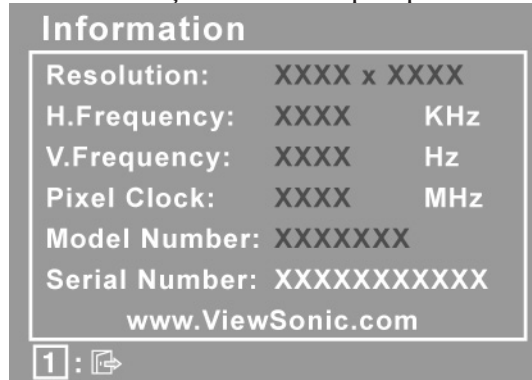 Information
Resolution: XXXX x XXXX
H.Frequency: XXXX KHz
V.Frequency: XXXX Hz
Pixel Clock: XXXX MHz
Model Number: XXXXXXX
Serial Number: XXXXXXXXXXX
www.ViewSonic.com
1 :